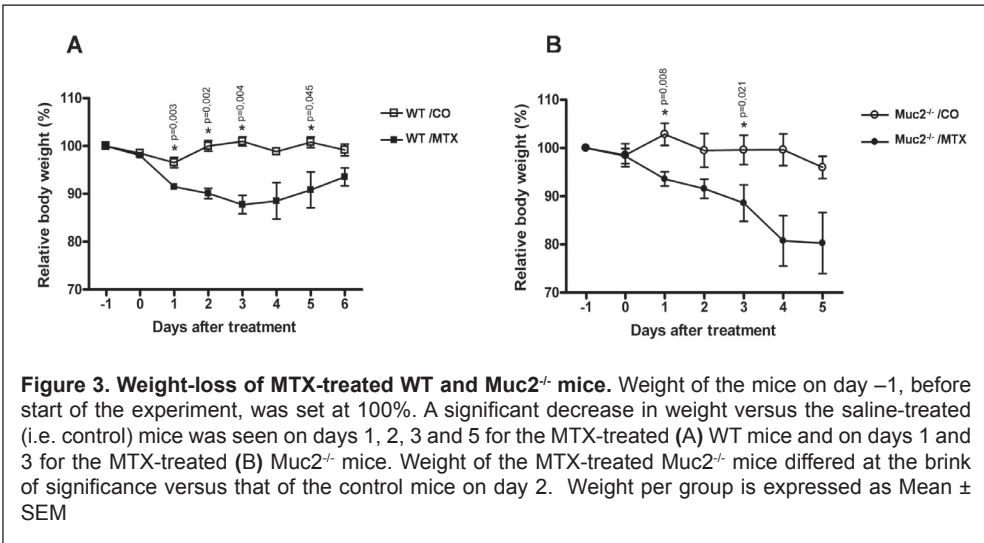 A
B
p=0,003
p=0,002
p=0,004
p=0,045
* * * *
110
100
90
80
70
Relative body weight (%)
-1 0 1 2 3 4 5 6
Days after treatment
WT /CO
WT /MTX
p=0,008
p=0,021
* *
110
100
90
80
70
Relative body weight (%)
-1 0 1 2 3 4 5
Days after treatment
Muc2-/- /CO
Muc2-/- /MTX
Figure 3. Weight-loss of MTX-treated WT and Muc2-/- mice. Weight of the mice on day –1, before
start of the experiment, was set at 100%. A significant decrease in weight versus the saline-treated
(i.e. control) mice was seen on days 1, 2, 3 and 5 for the MTX-treated (A) WT mice and on days 1 and
3 for the MTX-treated (B) Muc2-/- mice. Weight of the MTX-treated Muc2-/- mice differed at the brink
of significance versus that of the control mice on day 2. Weight per group is expressed as Mean ±
SEM